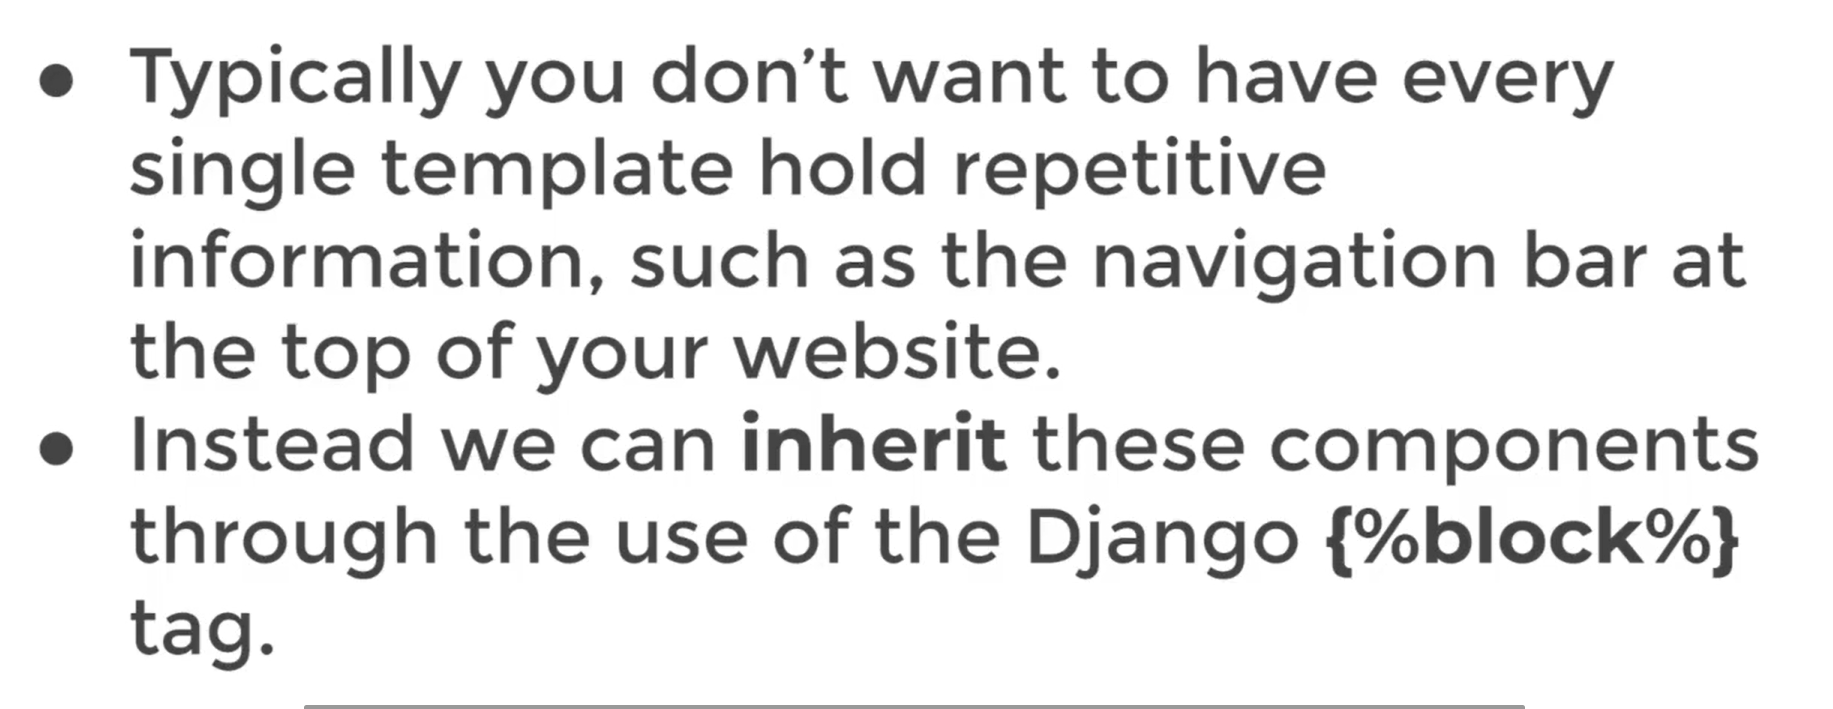 • Typically you don’t want to have every
single template hold repetitive
information, such as the navigation bar at
the top of your website.
• Instead we can inherit these components
through the use of the Django {%block%}
tag.